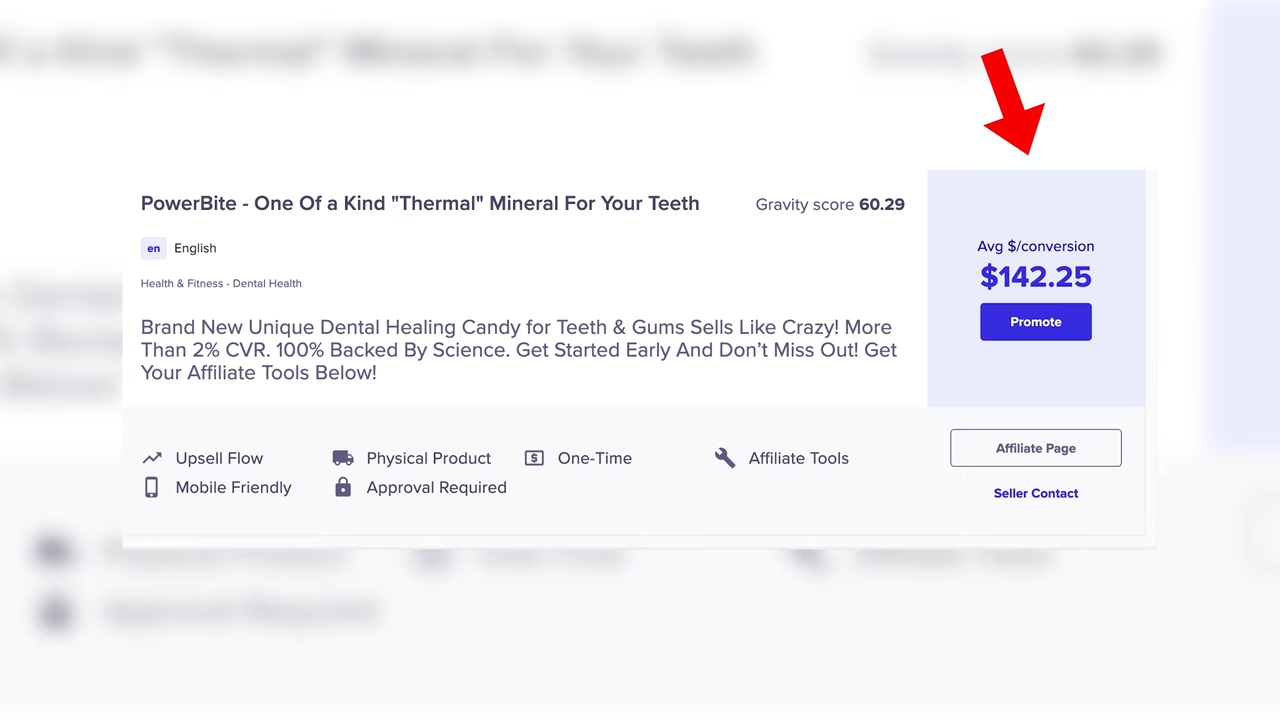 PowerBite - One Of a Kind "Thermal" Mineral For Your Teeth
Gravity score 60.29
en English
Health & Fitness - Dental Health
Brand New Unique Dental Healing Candy for Teeth & Gums Sells Like Crazy! More
Than 2% CVR. 100% Backed By Science. Get Started Early And Don’t Miss Out! Get
Your Affiliate Tools Below!
Avg $/conversion
$142.25
Promote
Upsell Flow
Physical Product
One-Time
Affiliate Tools
Mobile Friendly
Approval Required
Affiliate Page
Seller Contact